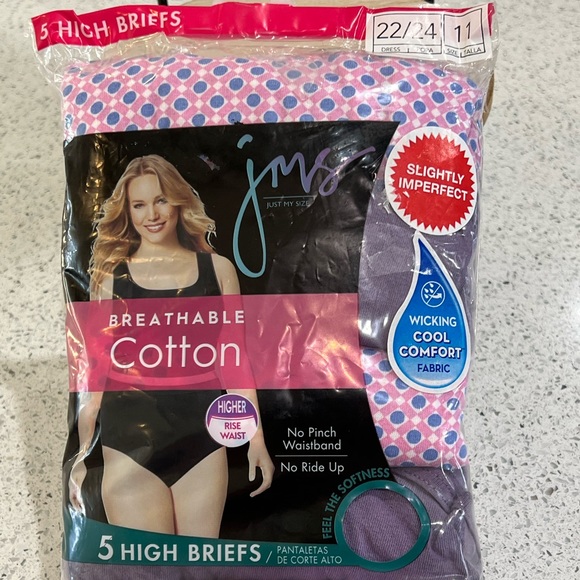 5 HIGH BRIEFS
22/24
11
DRESS
SIZE
TALLA
jms
JUST MY SIZE
SLIGHTLY
IMPERFECT
BREATHABLE
Cotton
WICKING
COOL
COMFORT
FABRIC
HIGHER
RISE
WAIST
No Pinch
Waistband
No Ride Up
FEEL THE SOFTNESS
5 HIGH BRIEFS / PANTALETAS
DE CORTE ALTO